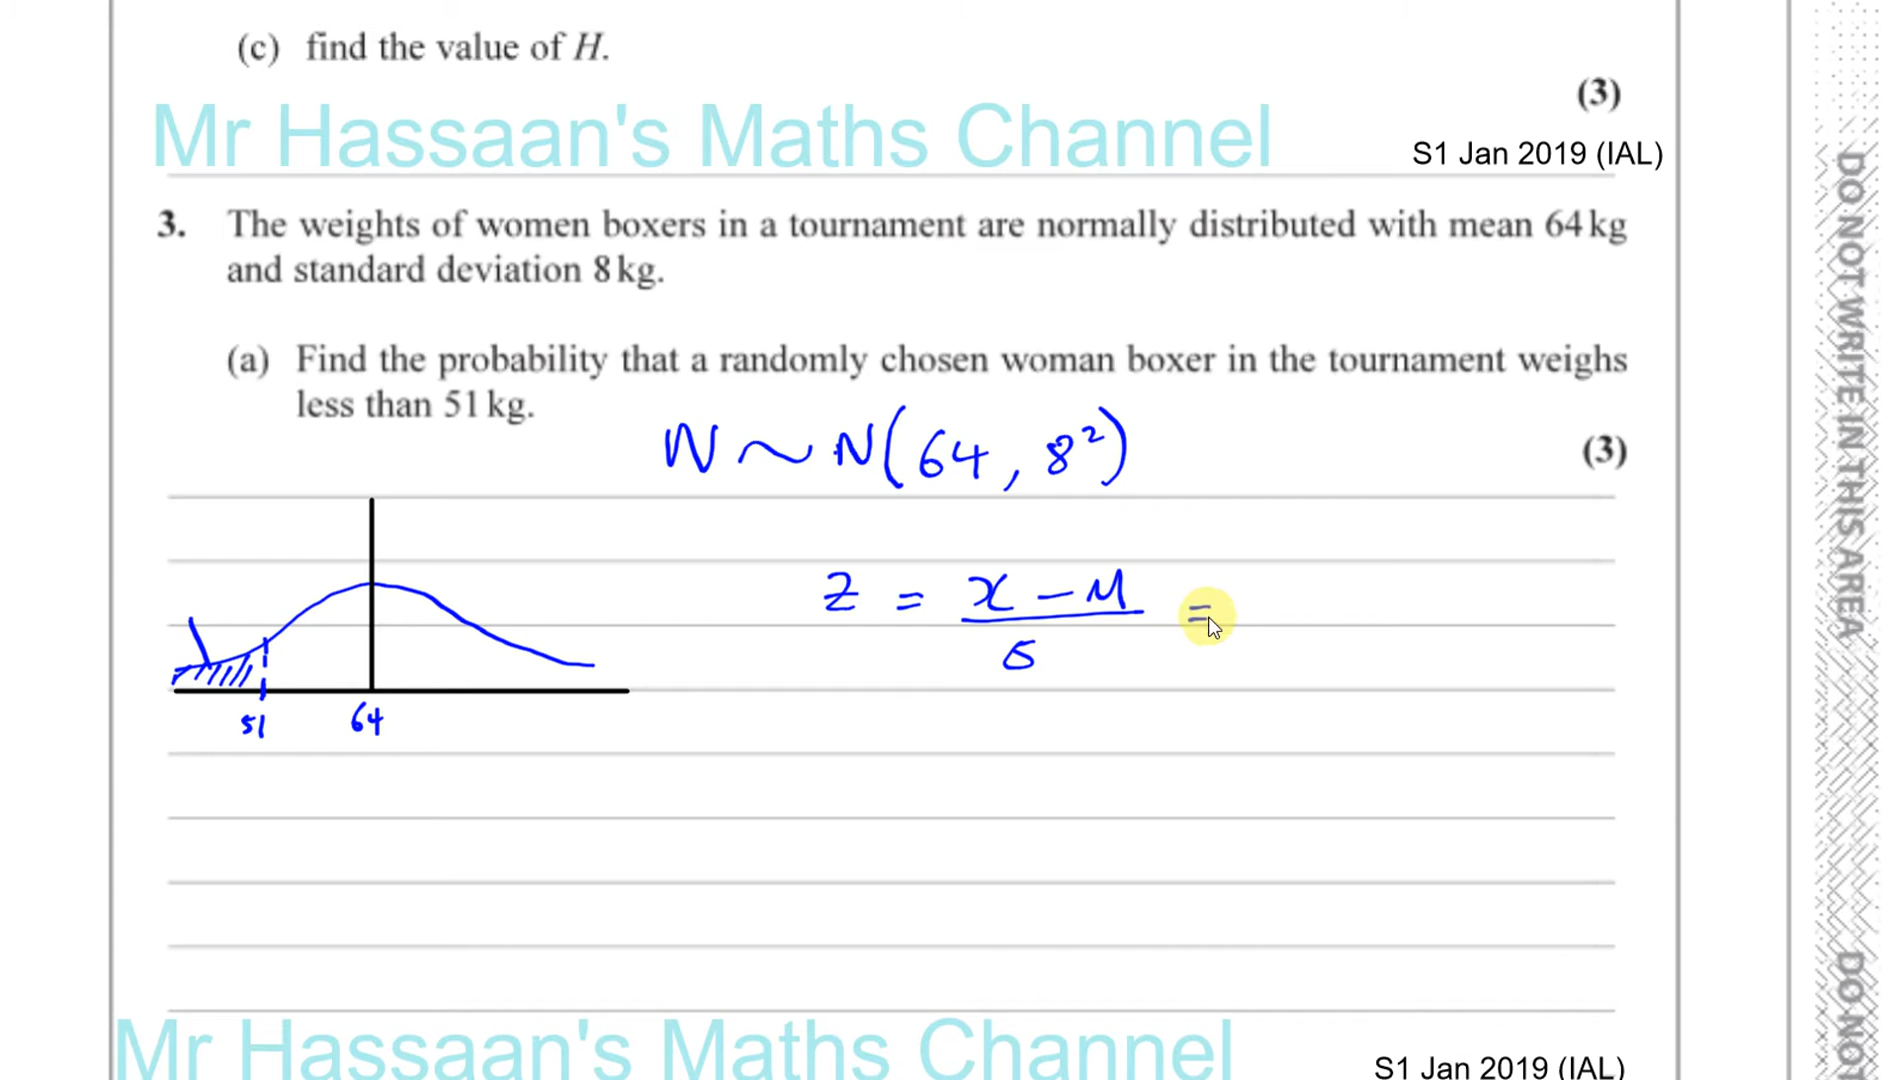 (c) find the value of H.
(3)
Mr Hassaan's Maths Channel
S1 Jan 2019 (IAL)
3. The weights of women boxers in a tournament are normally distributed with mean 64 kg
and standard deviation 8 kg.
(a) Find the probability that a randomly chosen woman boxer in the tournament weighs
less than 51 kg.
W ~ N(64, 8²)
(3)
z = x – μ / σ =
51 64
Mr Hassaan's Maths Channel
S1 Jan 2019 (IAL)
DO NOT WRITE IN THIS AREA
DO NOT